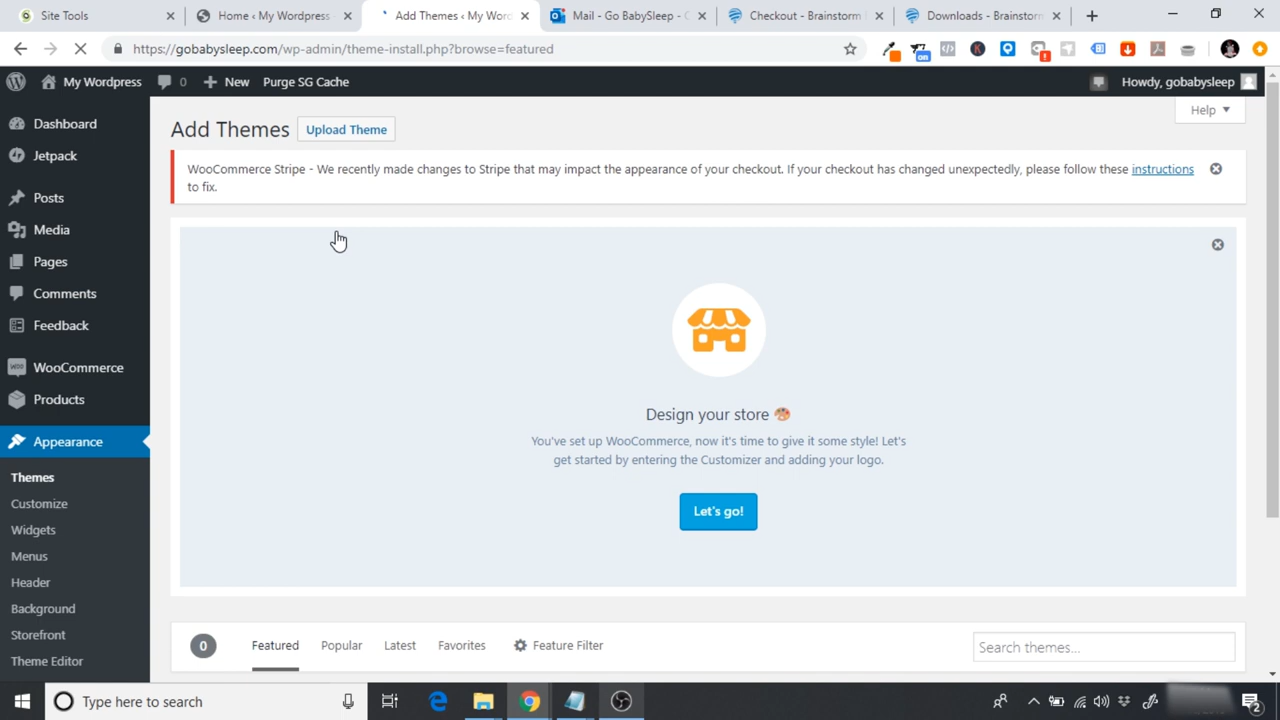 Site Tools
Home ‹ My Wordpress
Add Themes ‹ My Wor
Mail - Go BabySleep - C
Checkout - Brainstorm
Downloads - Brainstorm
https://gobabysleep.com/wp-admin/theme-install.php?browse=featured
on
My Wordpress
0
New
Purge SG Cache
Howdy, gobabysleep
Dashboard
Jetpack
Posts
Media
Pages
Comments
Feedback
WooCommerce
Products
Appearance
Themes
Customize
Widgets
Menus
Header
Background
Storefront
Theme Editor
Help
Add Themes
Upload Theme
WooCommerce Stripe - We recently made changes to Stripe that may impact the appearance of your checkout. If your checkout has changed unexpectedly, please follow these instructions
to fix.
Design your store
You've set up WooCommerce, now it's time to give it some style! Let's
get started by entering the Customizer and adding your logo.
Let's go!
0
Featured
Popular
Latest
Favorites
Feature Filter
Search themes...
Type here to search
2